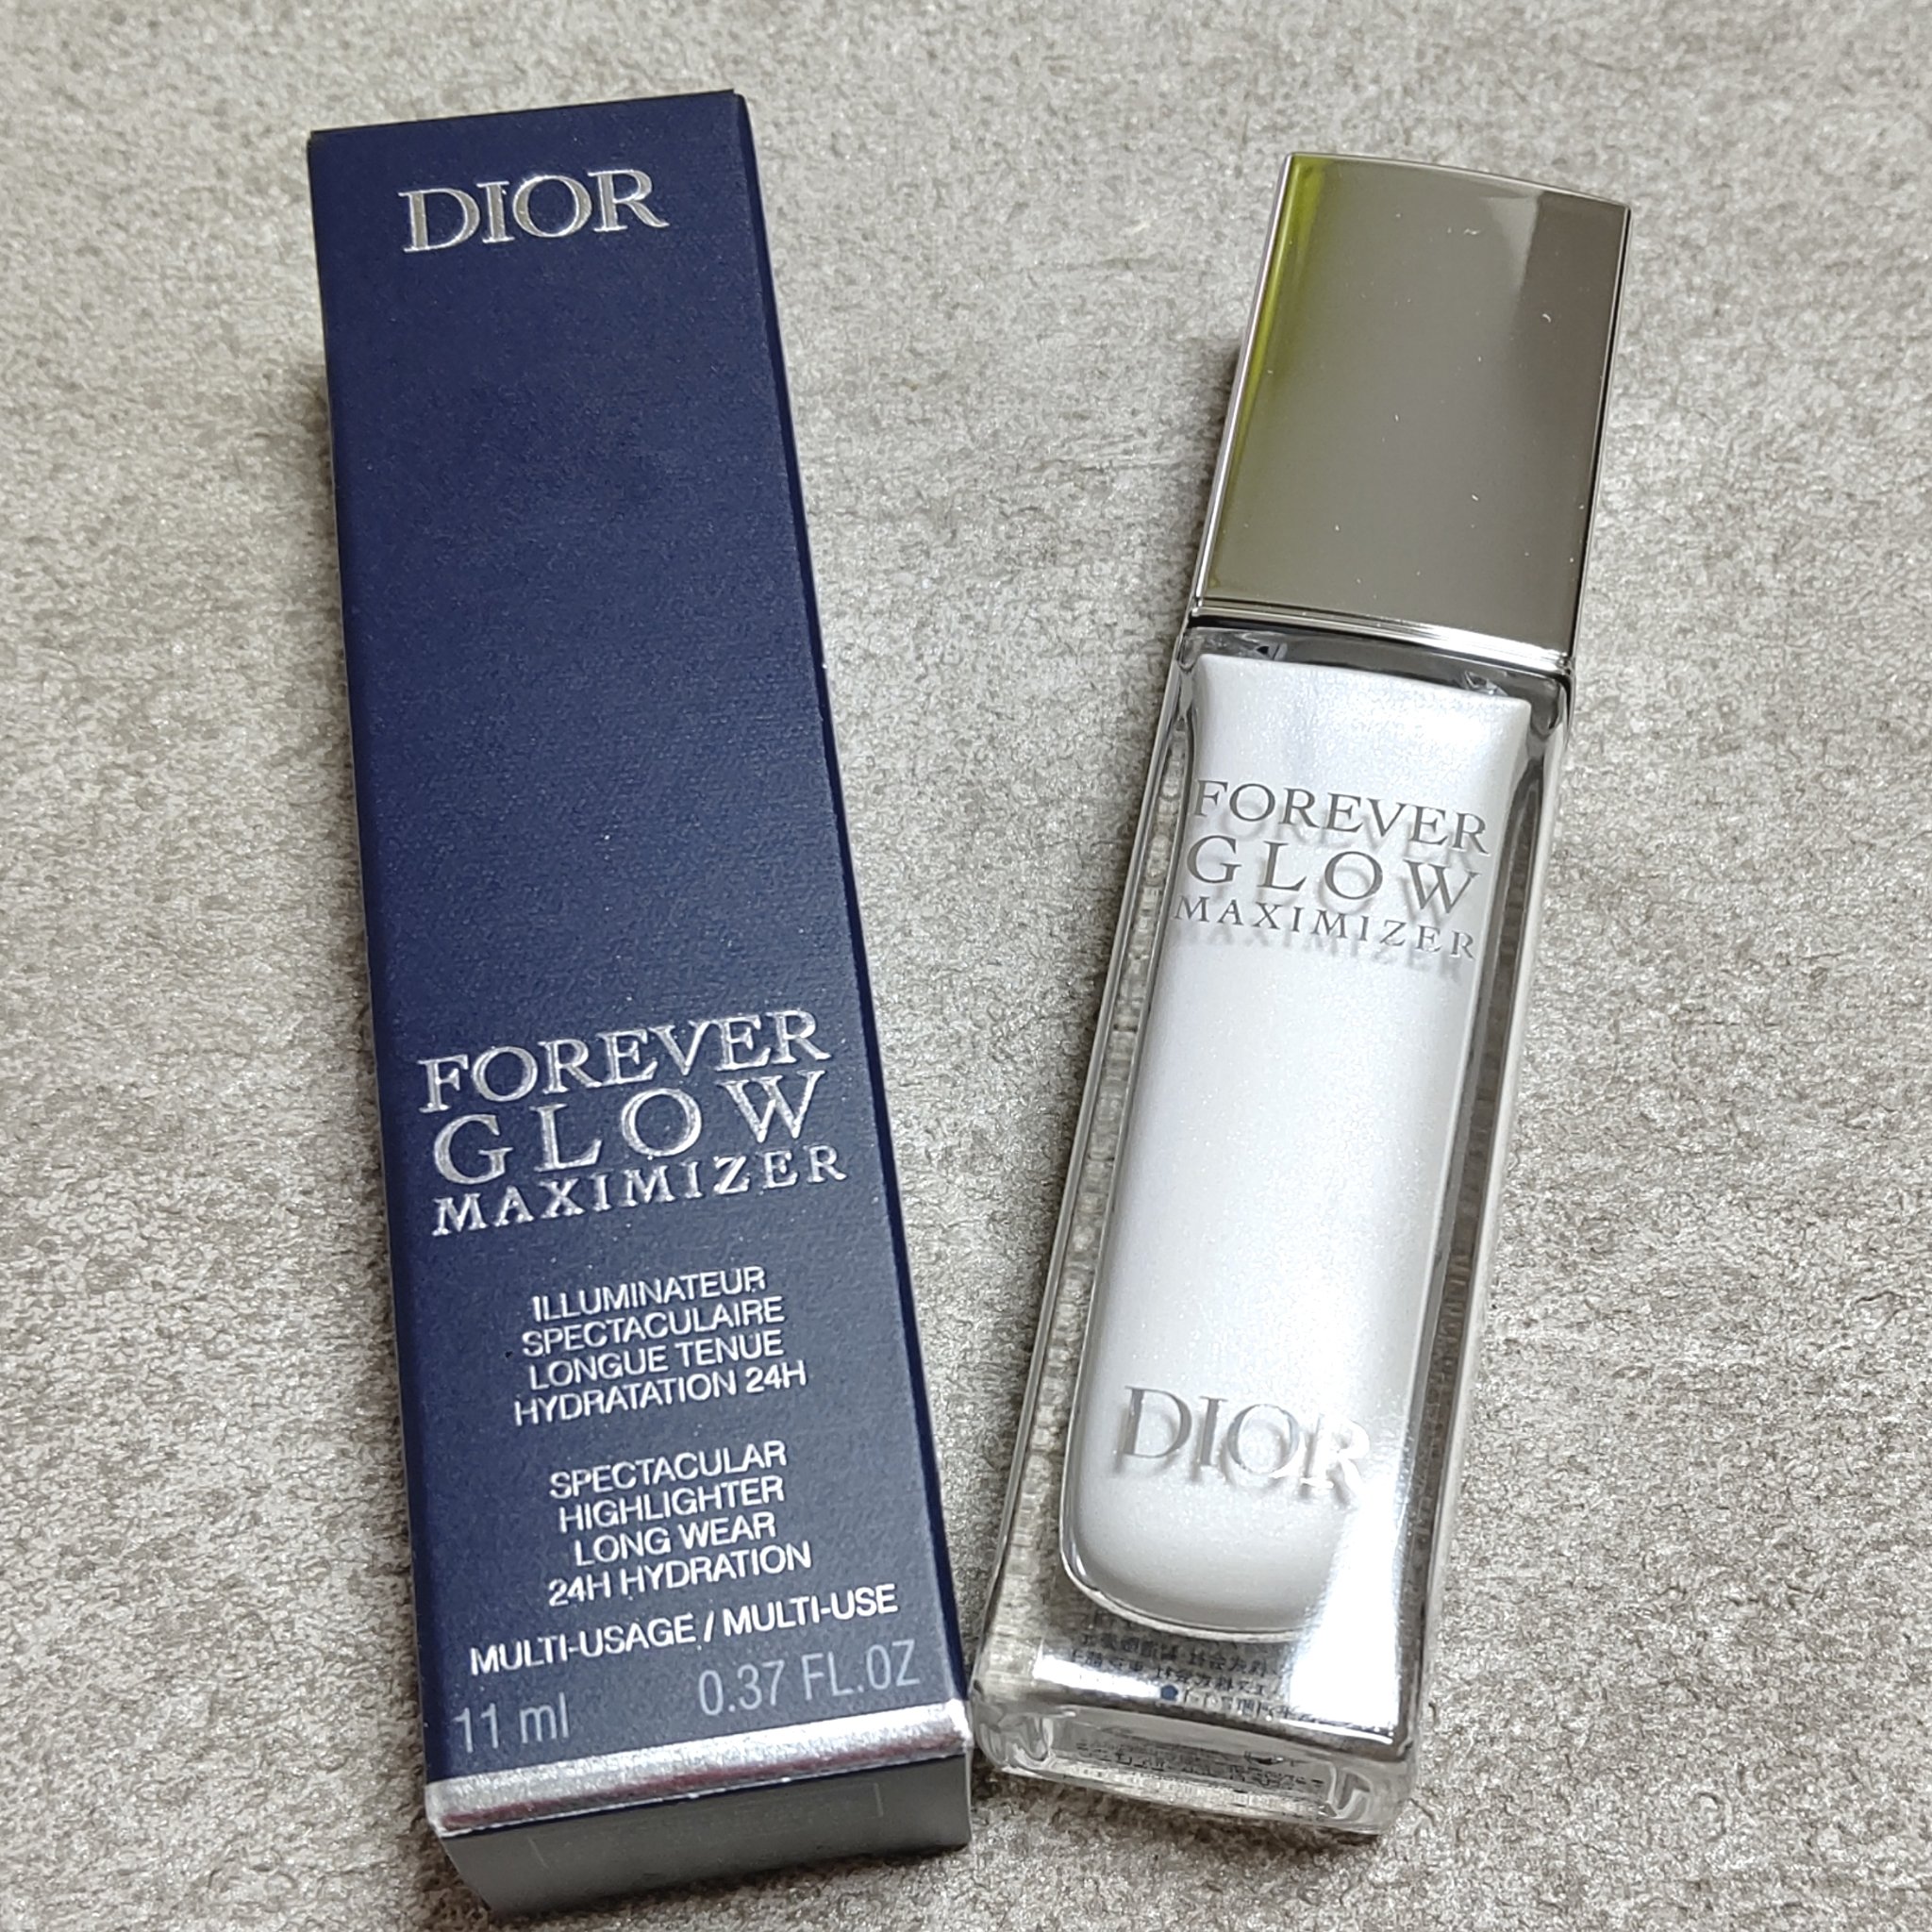 DIOR
FOREVER
GLOW
MAXIMIZER
ILLUMINATEUR
SPECTACULAIRE
LONGUE TENUE
HYDRATATION 24H
SPECTACULAR
HIGHLIGHTER
LONG WEAR
24H HYDRATION
MULTI-USAGE / MULTI-USE
11 ml 0.37 FL.OZ
FOREVER
GLOW
MAXIMIZER
DIOR